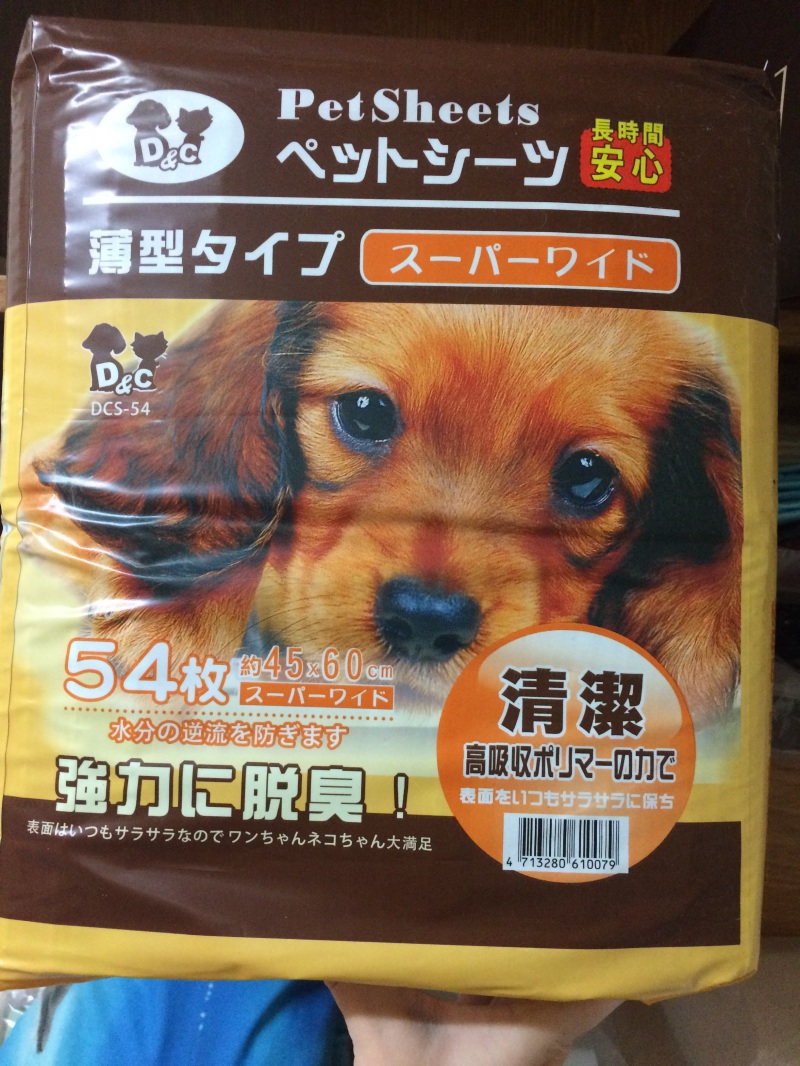 D&C
PetSheets
ペットシーツ
長時間
安心
薄型タイプ
スーパーワイド
D&C
DCS-54
54枚
約45x60cm
スーパーワイド
水分の逆流を防ぎます
強力に脱臭!
表面はいつもサラサラなのでワンちゃんネコちゃん大満足
清潔
高吸収ポリマーの力で
表面をいつもサラサラに保ち
4 713280 610079